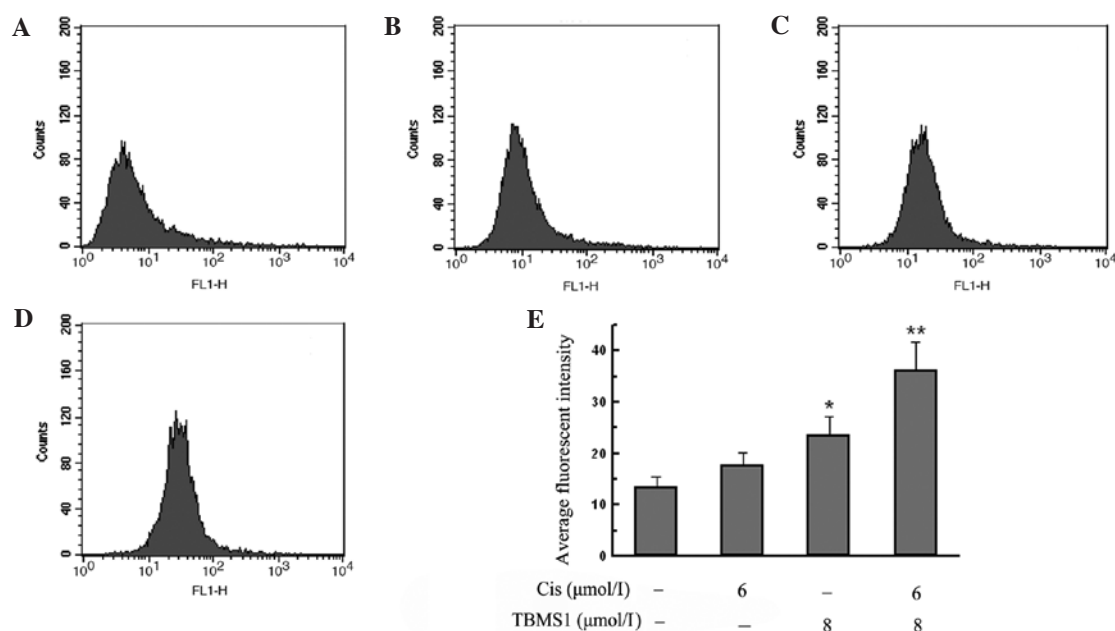 A
200
160
120
80
40
0
Counts
10^0 10^1 10^2 10^3 10^4
FL1-H
B
200
160
120
80
40
0
Counts
10^0 10^1 10^2 10^3 10^4
FL1-H
C
200
160
120
80
40
0
Counts
10^0 10^1 10^2 10^3 10^4
FL1-H
D
200
160
120
80
40
0
Counts
10^0 10^1 10^2 10^3 10^4
FL1-H
E
Average fluorescent intensity
40
30
20
10
0
*
**
Cis (μmol/l) – 6 – 6
TBMS1 (μmol/l) – – 8 8